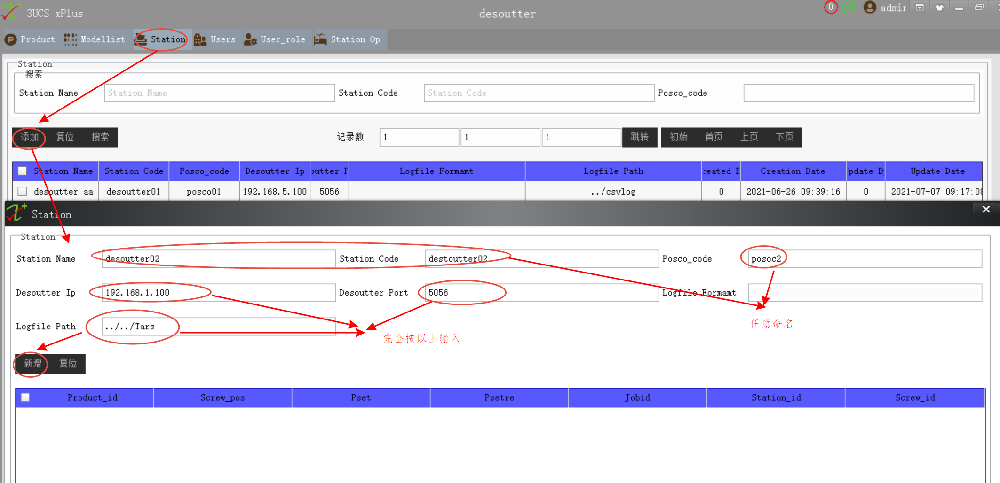 3UCS xPlus
desoutter
0
admir
Product
Modellist
Station
Users
User_role
Station Op
Station
搜索
Station Name
Station Name
Station Code
Station Code
Posco_code
添加
复位
搜索
记录数
1
1
1
跳转
初始
首页
上页
下页
Station Name
Station Code
Posco_code
Desoutter Ip
outter F
Logfile Formamt
Logfile Path
reated B
Creation Date
pdate B
Update Date
desoutter aa
desoutter01
posco01
192.168.5.100
5056
../csvlog
0
2021-06-26 09:39:16
0
2021-07-07 09:17:08
Station
Station
Station Name
desoutter02
Station Code
destoutter02
Posco_code
posoc2
Desoutter Ip
192.168.1.100
Desoutter Port
5056
Logfile Formamt
Logfile Path
../../Tars
任意命名
完全按以上输入
新增
复位
Product_id
Screw_pos
Pset
Psetre
Jobid
Station_id
Screw_id